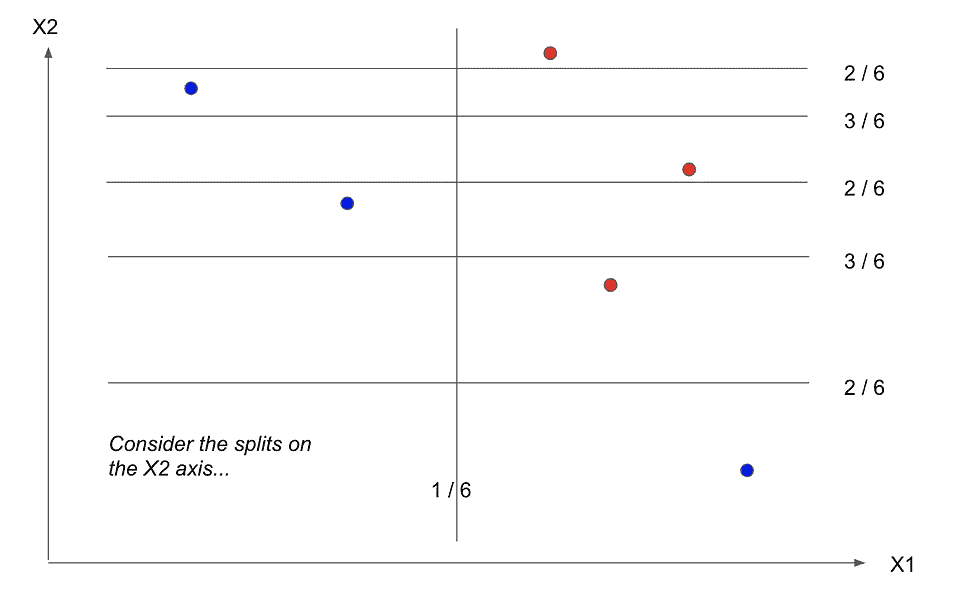 X2
2 / 6
3 / 6
2 / 6
3 / 6
2 / 6
Consider the splits on
the X2 axis...
1 / 6
X1